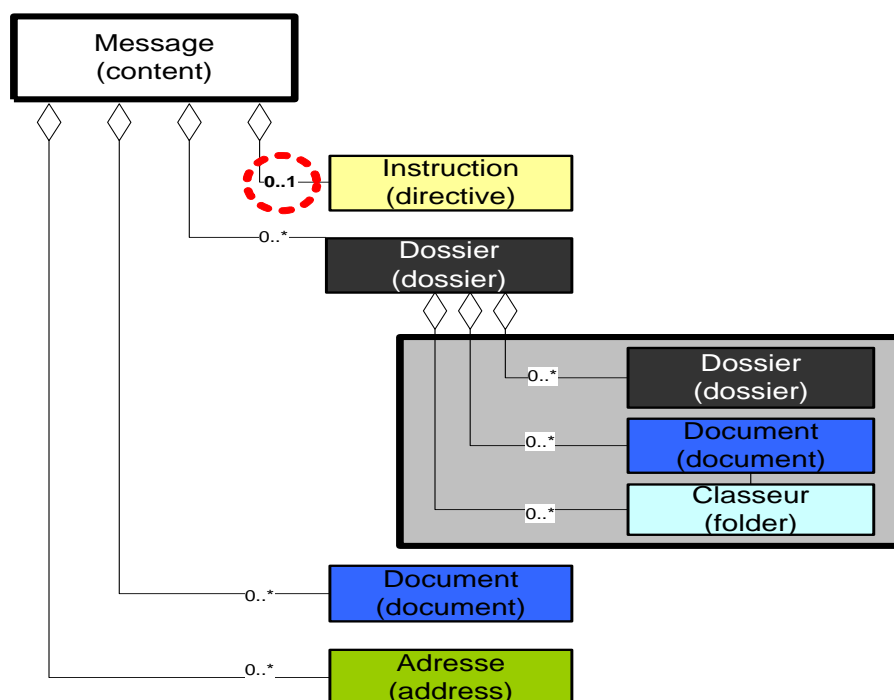 Message
(content)
0..1
Instruction
(directive)
0..*
Dossier
(dossier)
0..*
Dossier
(dossier)
0..*
Document
(document)
0..*
Classeur
(folder)
0..*
Document
(document)
0..*
Adresse
(address)